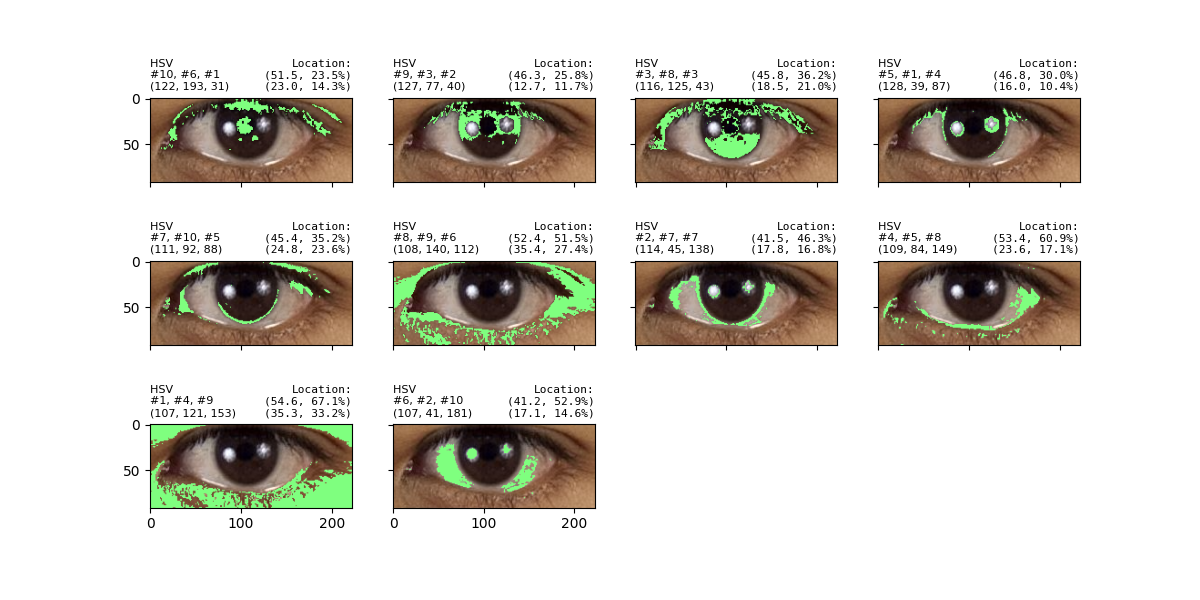 HSV Location:
#10, #6, #1 (51.5, 23.5%)
(122, 193, 31) (23.0, 14.3%)
HSV Location:
#9, #3, #2 (46.3, 25.8%)
(127, 77, 40) (12.7, 11.7%)
HSV Location:
#3, #8, #3 (45.8, 36.2%)
(116, 125, 43) (18.5, 21.0%)
HSV Location:
#5, #1, #4 (46.8, 30.0%)
(128, 39, 87) (16.0, 10.4%)
0
50
HSV Location:
#7, #10, #5 (45.4, 35.2%)
(111, 92, 88) (24.8, 23.6%)
HSV Location:
#8, #9, #6 (52.4, 51.5%)
(108, 140, 112) (35.4, 27.4%)
HSV Location:
#2, #7, #7 (41.5, 46.3%)
(114, 45, 138) (17.8, 16.8%)
HSV Location:
#4, #5, #8 (53.4, 60.9%)
(109, 84, 149) (23.6, 17.1%)
0
50
HSV Location:
#1, #4, #9 (54.6, 67.1%)
(107, 121, 153) (35.3, 33.2%)
HSV Location:
#6, #2, #10 (41.2, 52.9%)
(107, 41, 181) (17.1, 14.6%)
0
50
0 100 200
0 100 200